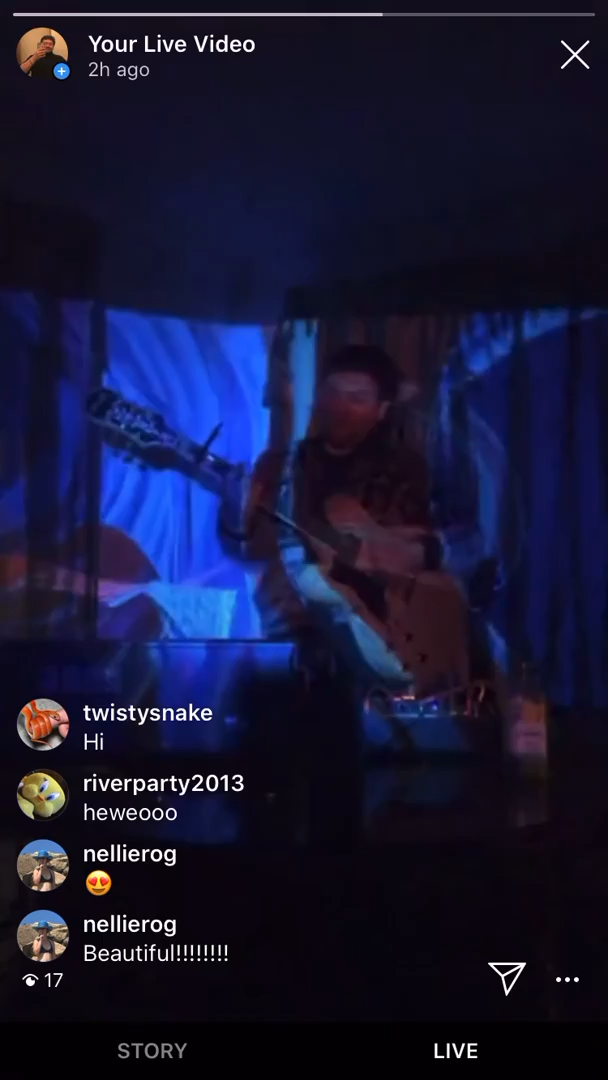 Your Live Video
2h ago
twistysnake
Hi
riverparty2013
heweooo
nellierog
😍
nellierog
Beautiful!!!!!!!!
17
STORY
LIVE